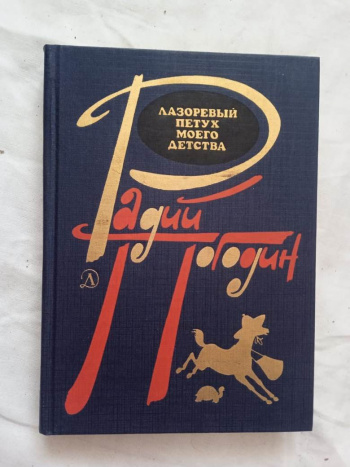 ЛАЗОРЕВЫЙ
ПЕТУХ
МОЕГО
ДЕТСТВА
Радий
Погодин
Д